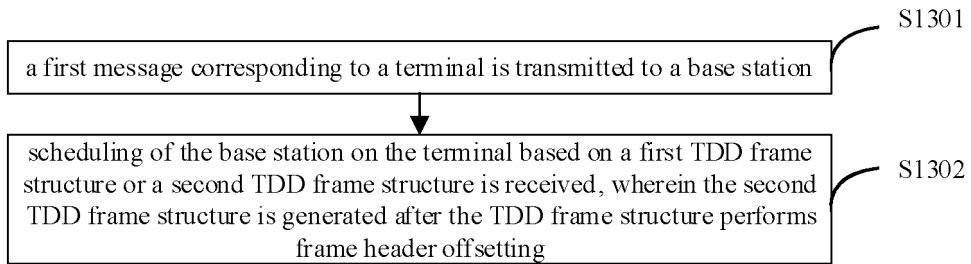 S1301
a first message corresponding to a terminal is transmitted to a base station
scheduling of the base station on the terminal based on a first TDD frame
structure or a second TDD frame structure is received, wherein the second
TDD frame structure is generated after the TDD frame structure performs
frame header offsetting
S1302